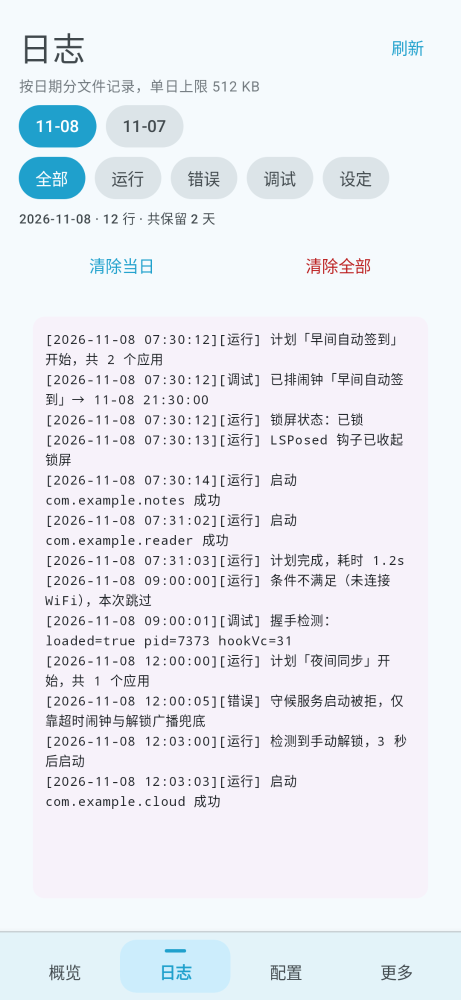 日志
刷新
按日期分文件记录，单日上限 512 KB
11-08
11-07
全部
运行
错误
调试
设定
2026-11-08 · 12 行 · 共保留 2 天
清除当日
清除全部
[2026-11-08 07:30:12][运行] 计划「早间自动签到」
开始，共 2 个应用
[2026-11-08 07:30:12][调试] 已排闹钟「早间自动签
到」→ 11-08 21:30:00
[2026-11-08 07:30:12][运行] 锁屏状态：已锁
[2026-11-08 07:30:13][运行] LSPosed 钩子已收起
锁屏
[2026-11-08 07:30:14][运行] 启动
com.example.notes 成功
[2026-11-08 07:31:02][运行] 启动
com.example.reader 成功
[2026-11-08 07:31:03][运行] 计划完成，耗时 1.2s
[2026-11-08 09:00:00][运行] 条件不满足（未连接
WiFi），本次跳过
[2026-11-08 09:00:01][调试] 握手检测：
loaded=true pid=7373 hookVc=31
[2026-11-08 12:00:00][运行] 计划「夜间同步」开
始，共 1 个应用
[2026-11-08 12:00:05][错误] 守候服务启动被拒，仅
靠超时闹钟与解锁广播兜底
[2026-11-08 12:03:00][运行] 检测到手动解锁，3 秒
后启动
[2026-11-08 12:03:03][运行] 启动
com.example.cloud 成功
概览
日志
配置
更多